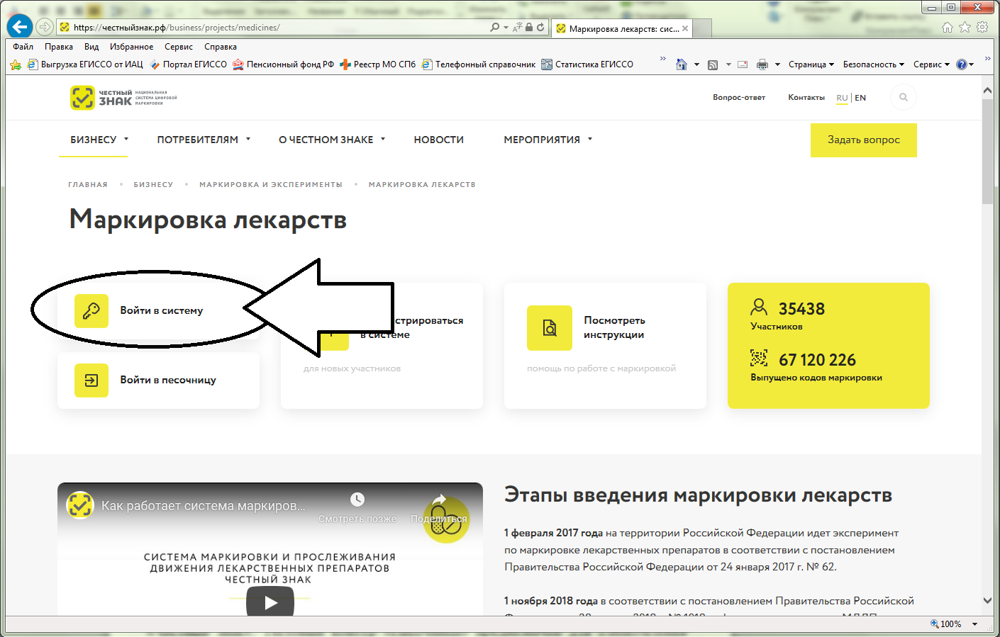 https://честныйзнак.рф/business/projects/medicines/
Маркировка лекарств: сис...
Файл Правка Вид Избранное Сервис Справка
Выгрузка ЕГИССО от ИАЦ Портал ЕГИССО Пенсионный фонд РФ Реестр МО СПб Телефонный справочник Статистика ЕГИССО
Страница Безопасность Сервис
ЧЕСТНЫЙ ЗНАК
НАЦИОНАЛЬНАЯ
СИСТЕМА ЦИФРОВОЙ
МАРКИРОВКИ
Вопрос-ответ Контакты RU | EN
БИЗНЕСУ ПОТРЕБИТЕЛЯМ О ЧЕСТНОМ ЗНАКЕ НОВОСТИ МЕРОПРИЯТИЯ
Задать вопрос
ГЛАВНАЯ • БИЗНЕСУ • МАРКИРОВКА И ЭКСПЕРИМЕНТЫ • МАРКИРОВКА ЛЕКАРСТВ
Маркировка лекарств
Войти в систему
Войти в песочницу
стрироваться
в системе
для новых участников
Посмотреть
инструкции
помощь по работе с маркировкой
35438
Участников
67 120 226
Выпущено кодов маркировки
Как работает система маркиров...
Смотреть позже
Поделиться
СИСТЕМА МАРКИРОВКИ И ПРОСЛЕЖИВАНИЯ
ДВИЖЕНИЯ ЛЕКАРСТВЕННЫХ ПРЕПАРАТОВ
ЧЕСТНЫЙ ЗНАК
Этапы введения маркировки лекарств
1 февраля 2017 года на территории Российской Федерации идет эксперимент
по маркировке лекарственных препаратов в соответствии с постановлением
Правительства Российской Федерации от 24 января 2017 г. № 62.
1 ноября 2018 года в соответствии с постановлением Правительства Российской
100%